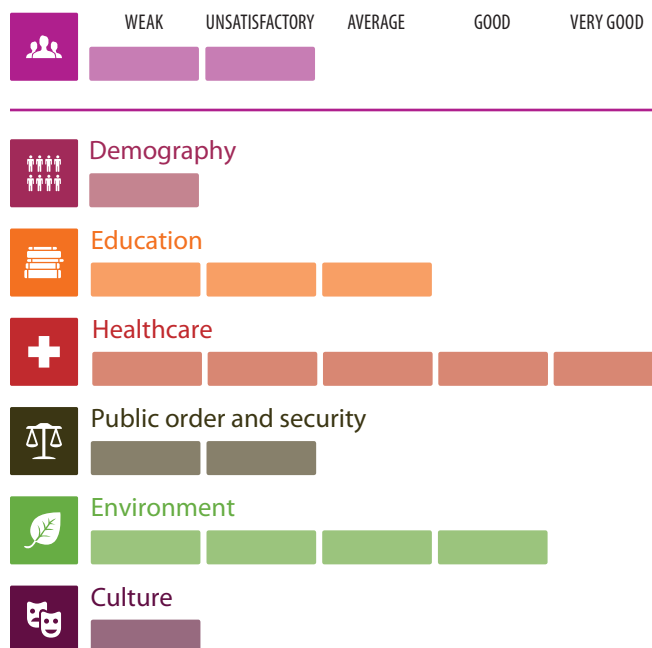 WEAK UNSATISFACTORY AVERAGE GOOD VERY GOOD
Demography
Education
Healthcare
Public order and security
Environment
Culture